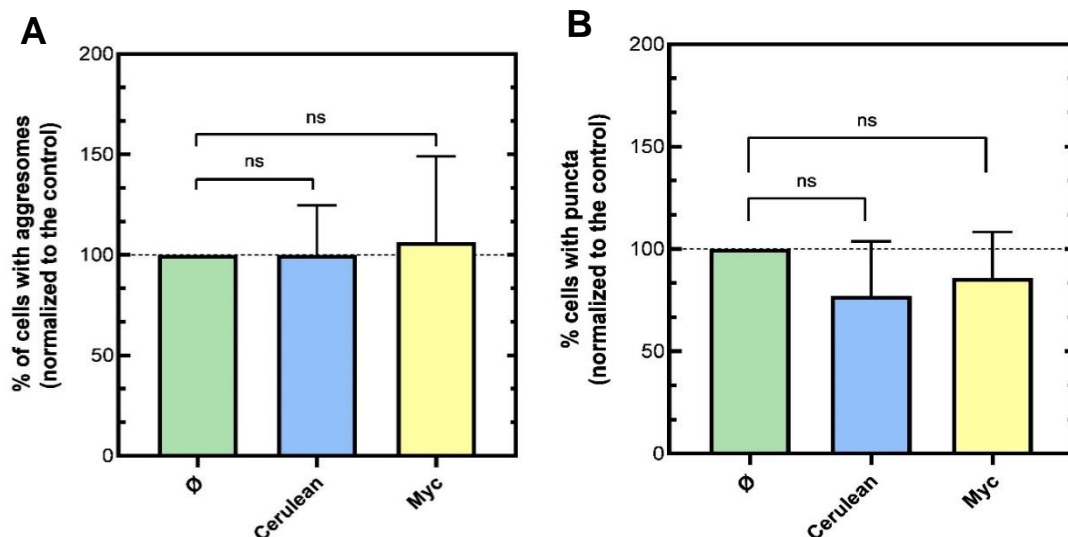 A
% of cells with aggresomes
(normalized to the control)
200
150
100
50
0
ns
ns
Ø
Cerulean
Myc
B
% cells with puncta
(normalized to the control)
200
150
100
50
0
ns
ns
Ø
Cerulean
Myc